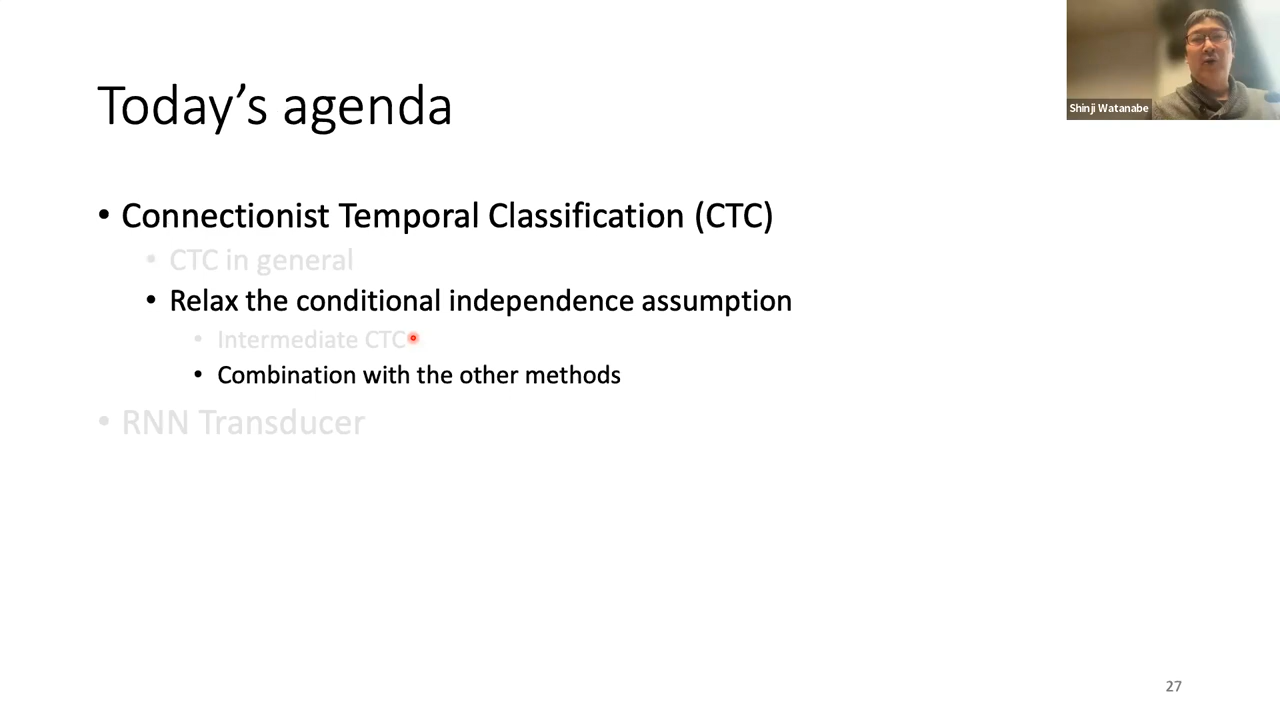 Shinji Watanabe
Today’s agenda
• Connectionist Temporal Classification (CTC)
• CTC in general
• Relax the conditional independence assumption
• Intermediate CTC
• Combination with the other methods
• RNN Transducer
27